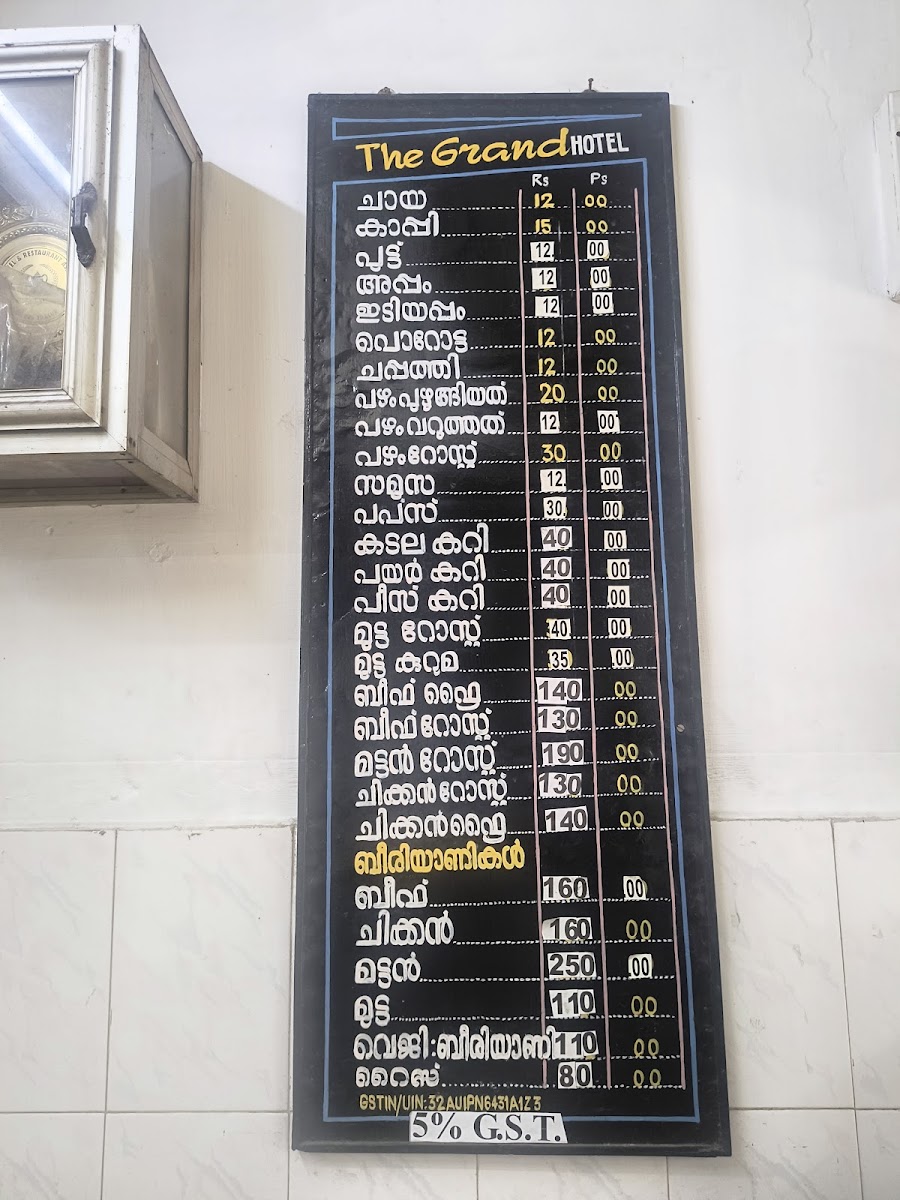 The Grand HOTEL
Rs Ps
ചായ 12 00
കാപ്പി 15 00
പുട്ട് 12 00
അപ്പം 12 00
ഇടിയപ്പം 12 00
പൊറോട്ട 12 00
ചപ്പത്തി 12 00
പഴംപുഴുങ്ങിയത് 20 00
പഴംവറുത്തത് 12 00
പഴംറോസ്റ്റ് 30 00
സമൂസ 12 00
പപ്സ് 30 00
കടല കറി 40 00
പയർ കറി 40 00
പീസ് കറി 40 00
മുട്ട റോസ്റ്റ് 40 00
മുട്ട കുറുമ 35 00
ബീഫ് ഫ്രൈ 140 00
ബീഫ് റോസ്റ്റ് 130 00
മട്ടൻ റോസ്റ്റ് 190 00
ചിക്കൻ റോസ്റ്റ് 130 00
ചിക്കൻ ഫ്രൈ 140 00
ബീരിയാണികൾ
ബീഫ് 160 00
ചിക്കൻ 160 00
മട്ടൻ 250 00
മുട്ട 110 00
വെജി:ബീരിയാണി 110 00
റൈസ് 80 00
GSTIN/UIN:32AUIPN6431A1Z3
5% G.S.T.
L & RESTAURANT